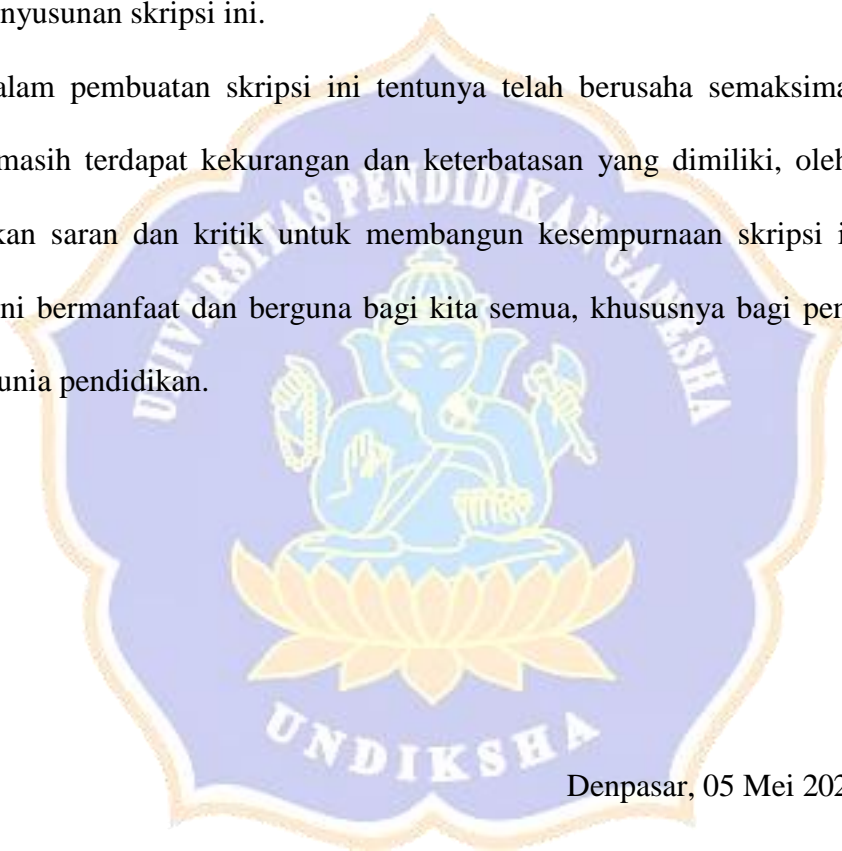 nyusunan skripsi ini.
alam pembuatan skripsi ini tentunya telah berusaha semaksima
masih terdapat kekurangan dan keterbatasan yang dimiliki, oleh
kan saran dan kritik untuk membangun kesempurnaan skripsi i
ni bermanfaat dan berguna bagi kita semua, khususnya bagi pen
unia pendidikan.
UNIVERSITAS PENDIDIKAN GANESHA
UNDIKSHA
Denpasar, 05 Mei 202